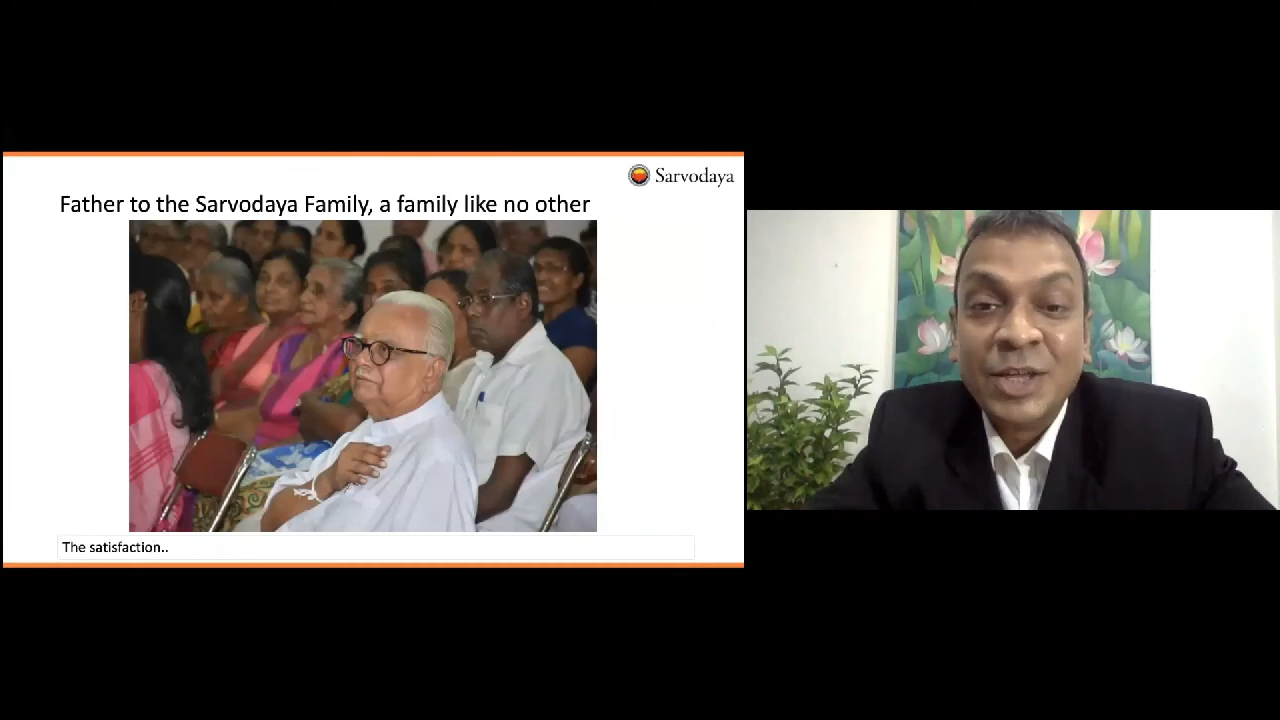 Sarvodaya
Father to the Sarvodaya Family, a family like no other
The satisfaction..